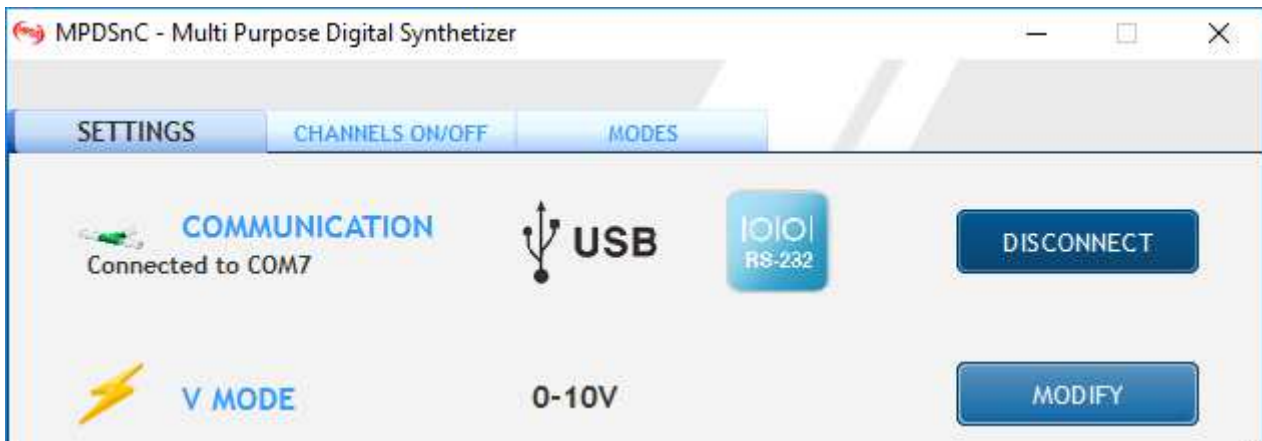 MPDSnC - Multi Purpose Digital Synthetizer
SETTINGS CHANNELS ON/OFF MODES
COMMUNICATION
Connected to COM7
USB
|O|O|
RS-232
DISCONNECT
V MODE 0-10V MODIFY